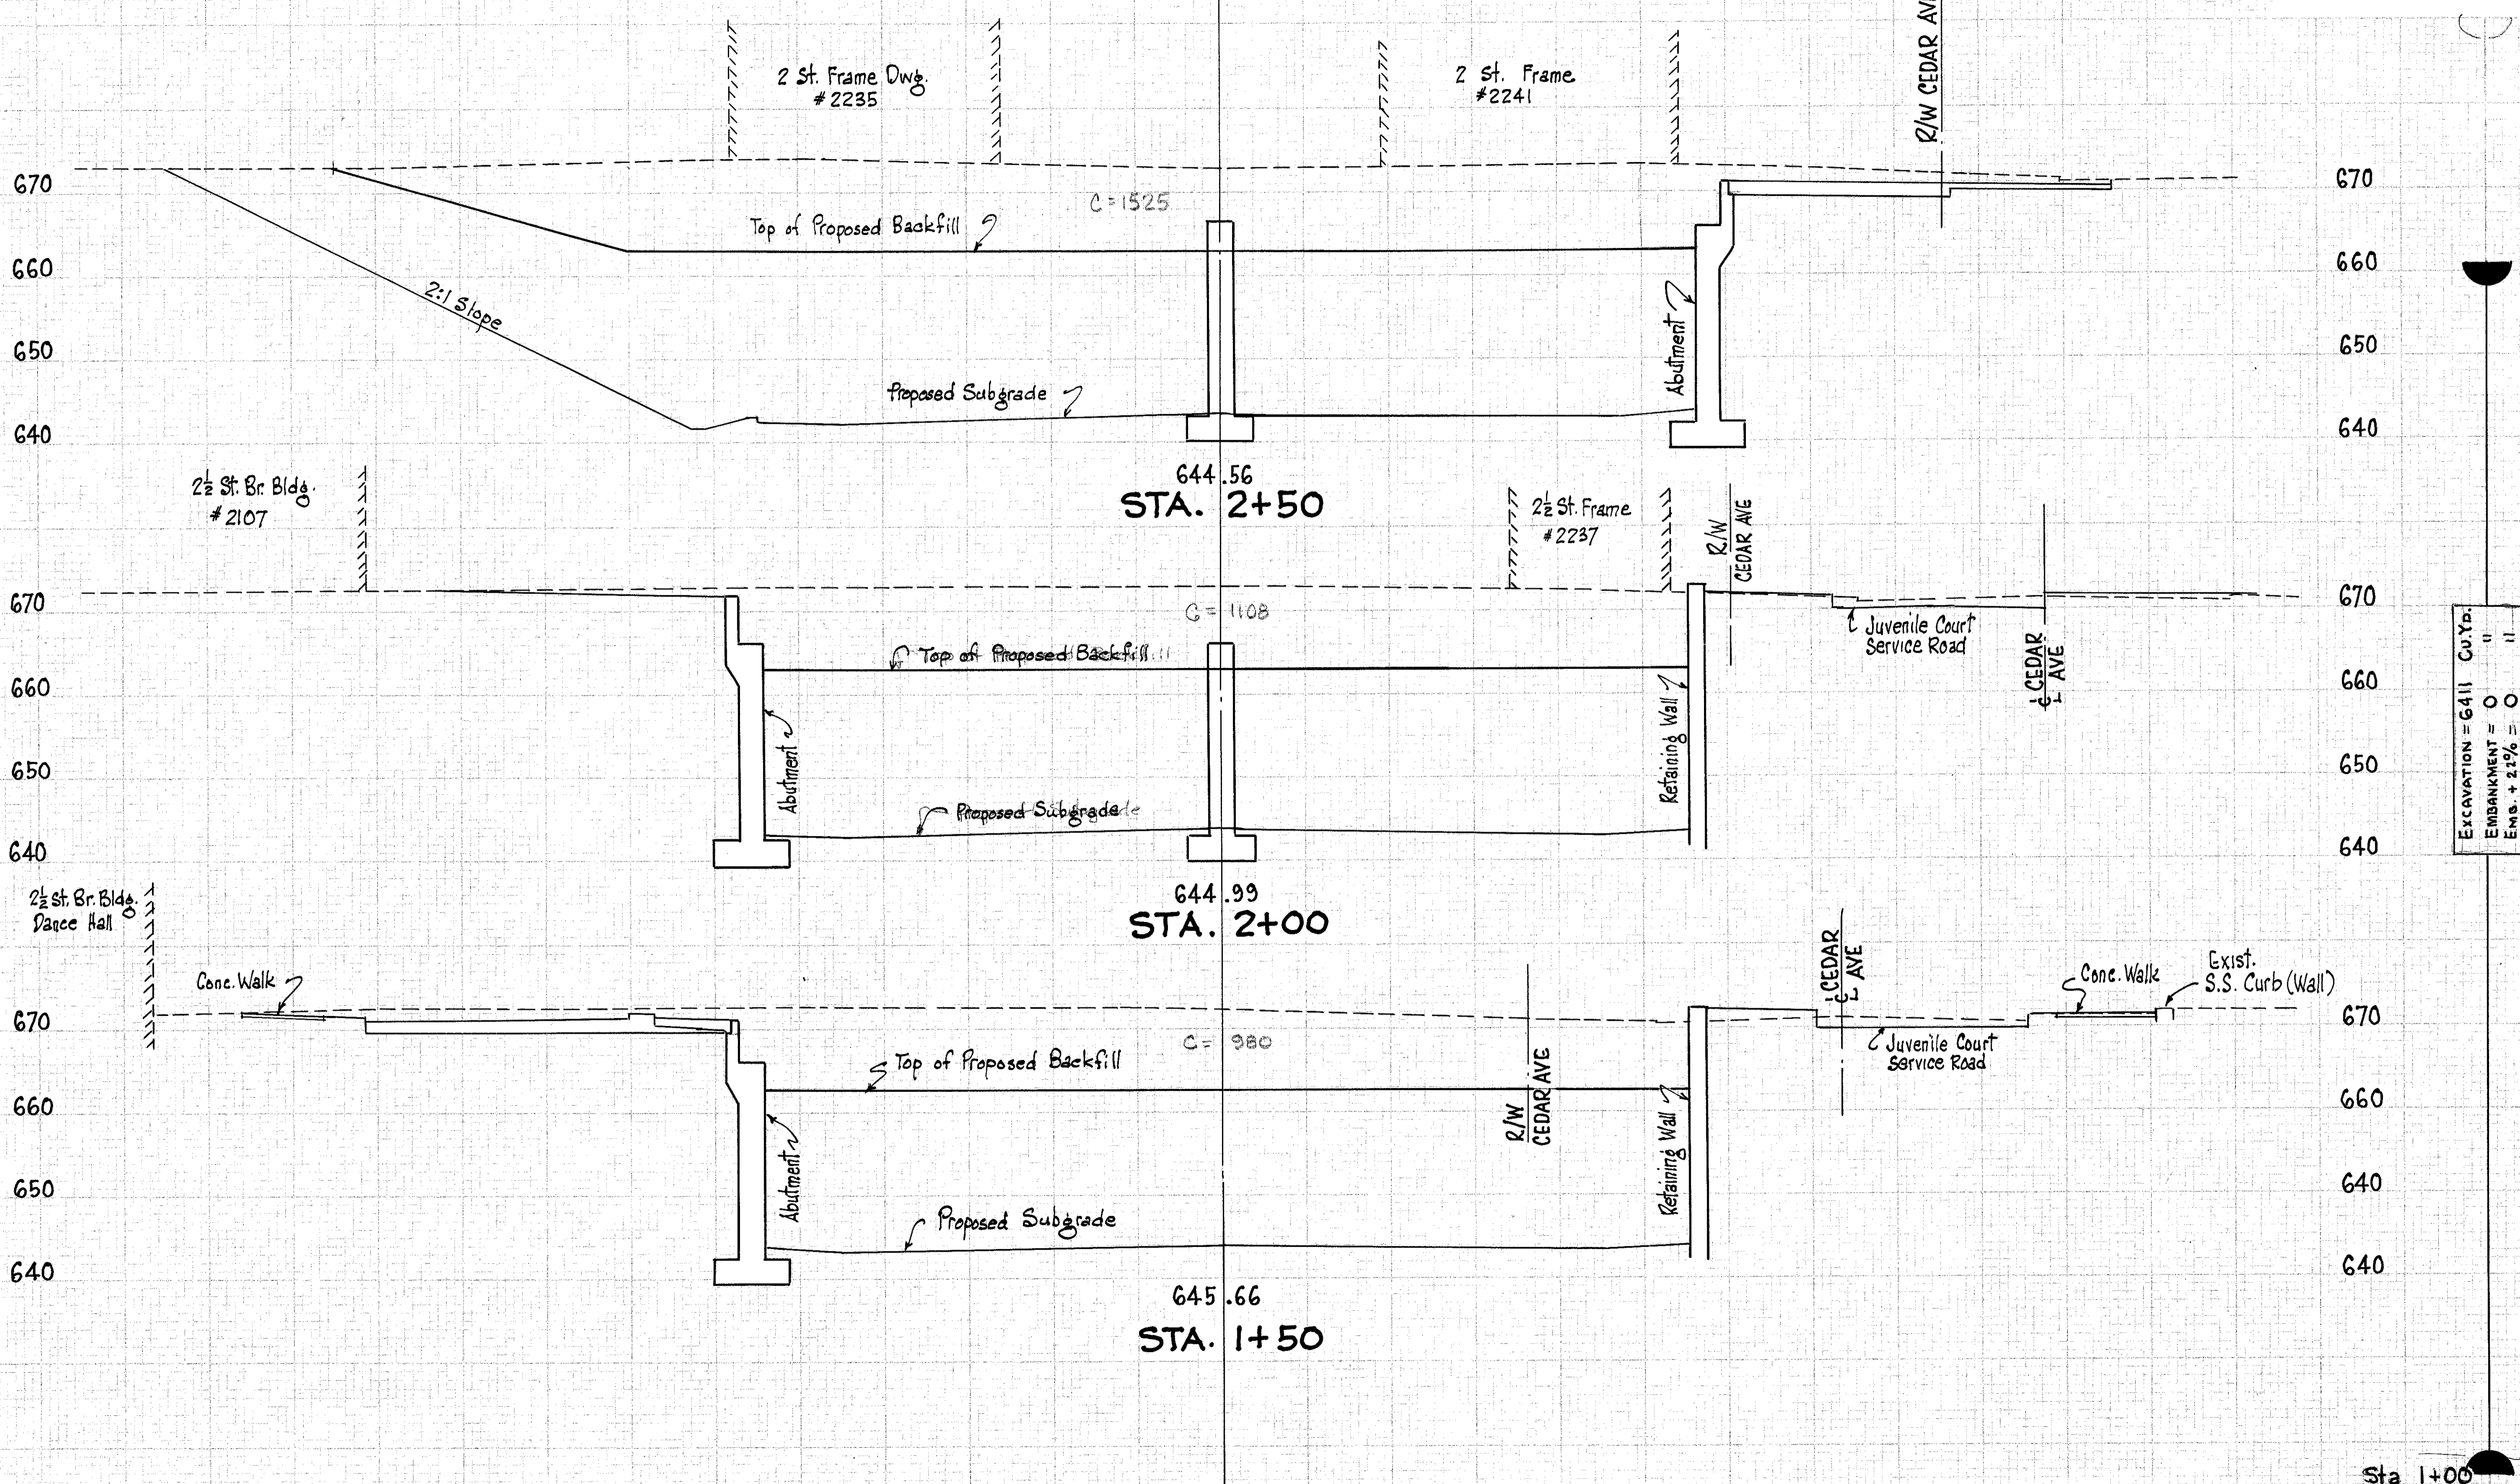 R/W CEDAR AVE
2 St. Frame Dwg.
#2235
2 St. Frame
#2241
670
670
C=1525
Top of Proposed Backfill
660
660
2:1 Slope
650
650
Abutment
Proposed Subgrade
640
640
644.56
STA. 2+50
2½ St. Br. Bldg.
#2107
2½ St. Frame
#2237
R/W
CEDAR AVE
670
670
C = 1108
Juvenile Court
Service Road
Top of Proposed Backfill
℄ CEDAR
AVE
660
660
Retaining Wall
Abutment
650
650
Proposed Subgrade
640
640
EXCAVATION = 6411 CU.YD.
EMBANKMENT = 0 "
EMB. + 22% = 0 "
644.99
STA. 2+00
2½ St. Br. Bldg.
Dance Hall
Conc. Walk
℄ CEDAR
AVE
Conc. Walk
Exist.
S.S. Curb (Wall)
670
670
C = 980
Juvenile Court
Service Road
Top of Proposed Backfill
R/W
CEDAR AVE
660
660
Retaining Wall
Abutment
650
640
Proposed Subgrade
640
640
645.66
STA. 1+50
Sta 1+00